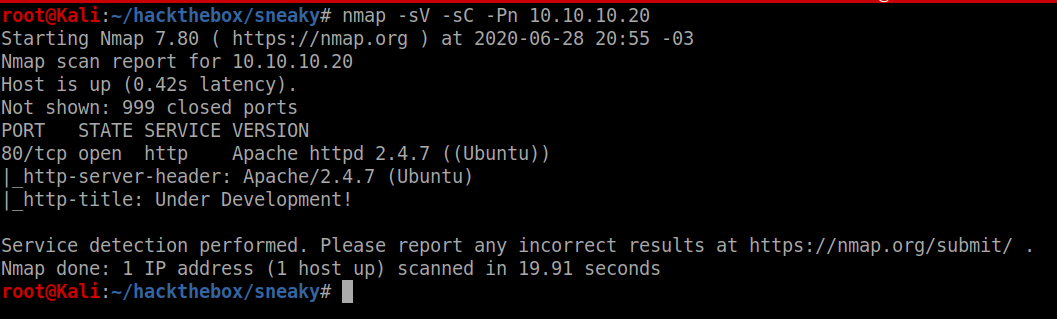 root@Kali:~/hackthebox/sneaky# nmap -sV -sC -Pn 10.10.10.20
Starting Nmap 7.80 ( https://nmap.org ) at 2020-06-28 20:55 -03
Nmap scan report for 10.10.10.20
Host is up (0.42s latency).
Not shown: 999 closed ports
PORT   STATE SERVICE VERSION
80/tcp open  http    Apache httpd 2.4.7 ((Ubuntu))
|_http-server-header: Apache/2.4.7 (Ubuntu)
|_http-title: Under Development!

Service detection performed. Please report any incorrect results at https://nmap.org/submit/ .
Nmap done: 1 IP address (1 host up) scanned in 19.91 seconds
root@Kali:~/hackthebox/sneaky#